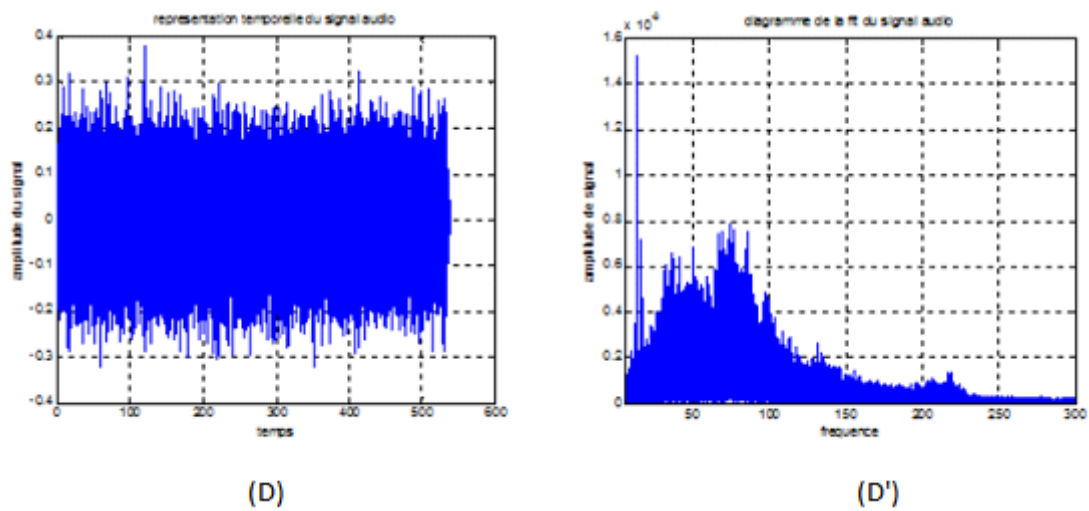 representation temporelle du signal audio
0.4
0.3
0.2
0.1
0
-0.1
-0.2
-0.3
-0.4
amplitude du signal
0 100 200 300 400 500 600
temps
(D)
diagramme de la fft du signal audio
x 10^4
1.6
1.4
1.2
1
0.8
0.6
0.4
0.2
0
amplitude de signal
50 100 150 200 250 300
frequence
(D')